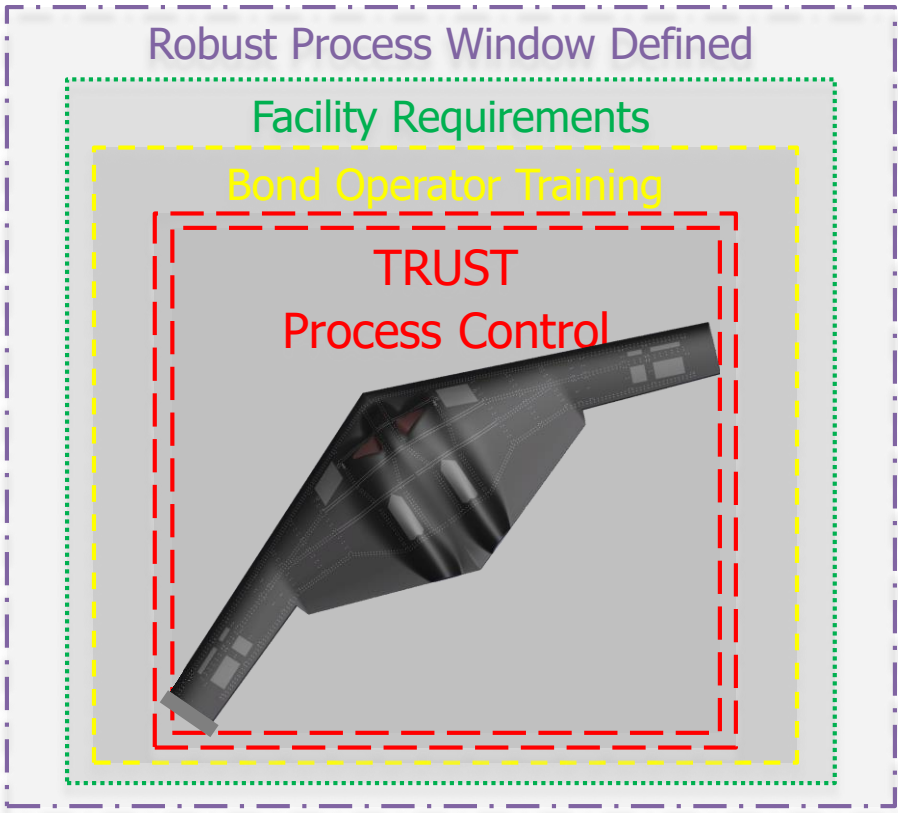 Robust Process Window Defined
Facility Requirements
Bond Operator Training
TRUST
Process Control